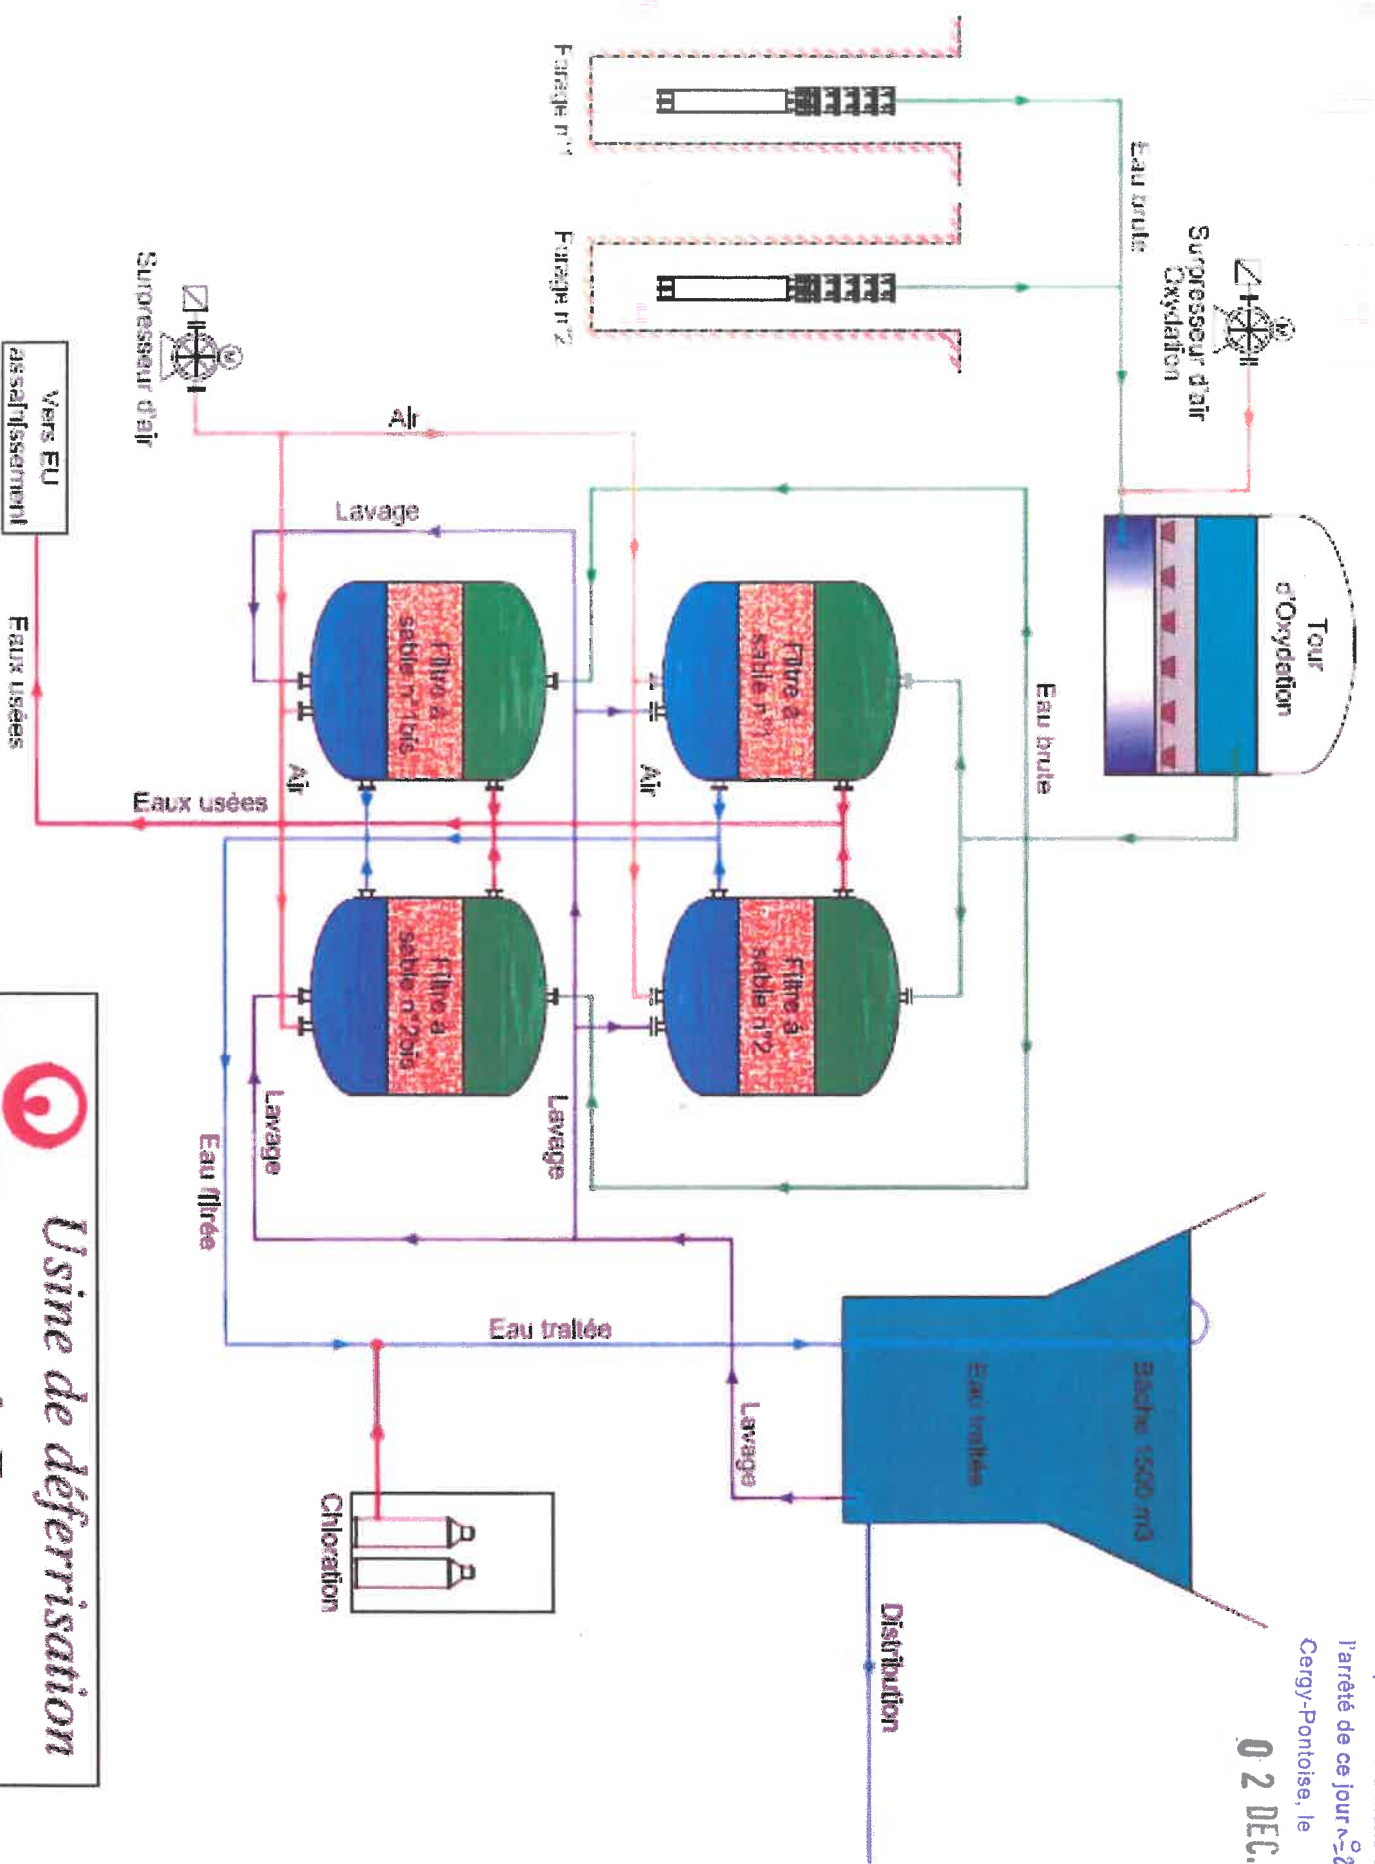 l'arrêté de ce jour n°2
Cergy-Pontoise, le
02 DEC.
Surpresseur d'air
Oxydation
Eau brute
Tour
d'Oxydation
Forage n°1
Forage n°2
Eau brute
Bâche 1500 m3
Eau traitée
Distribution
Filtre à
sable n°1
Filtre à
sable n°2
Air
Air
Lavage
Lavage
Lavage
Filtre à
sable n°1bis
Filtre à
sable n°2bis
Eau traitée
Surpresseur d'air
Air
Eaux usées
Lavage
Eau filtrée
Chloration
Vers EU
assainissement
Eaux usées
Usine de déferrisation